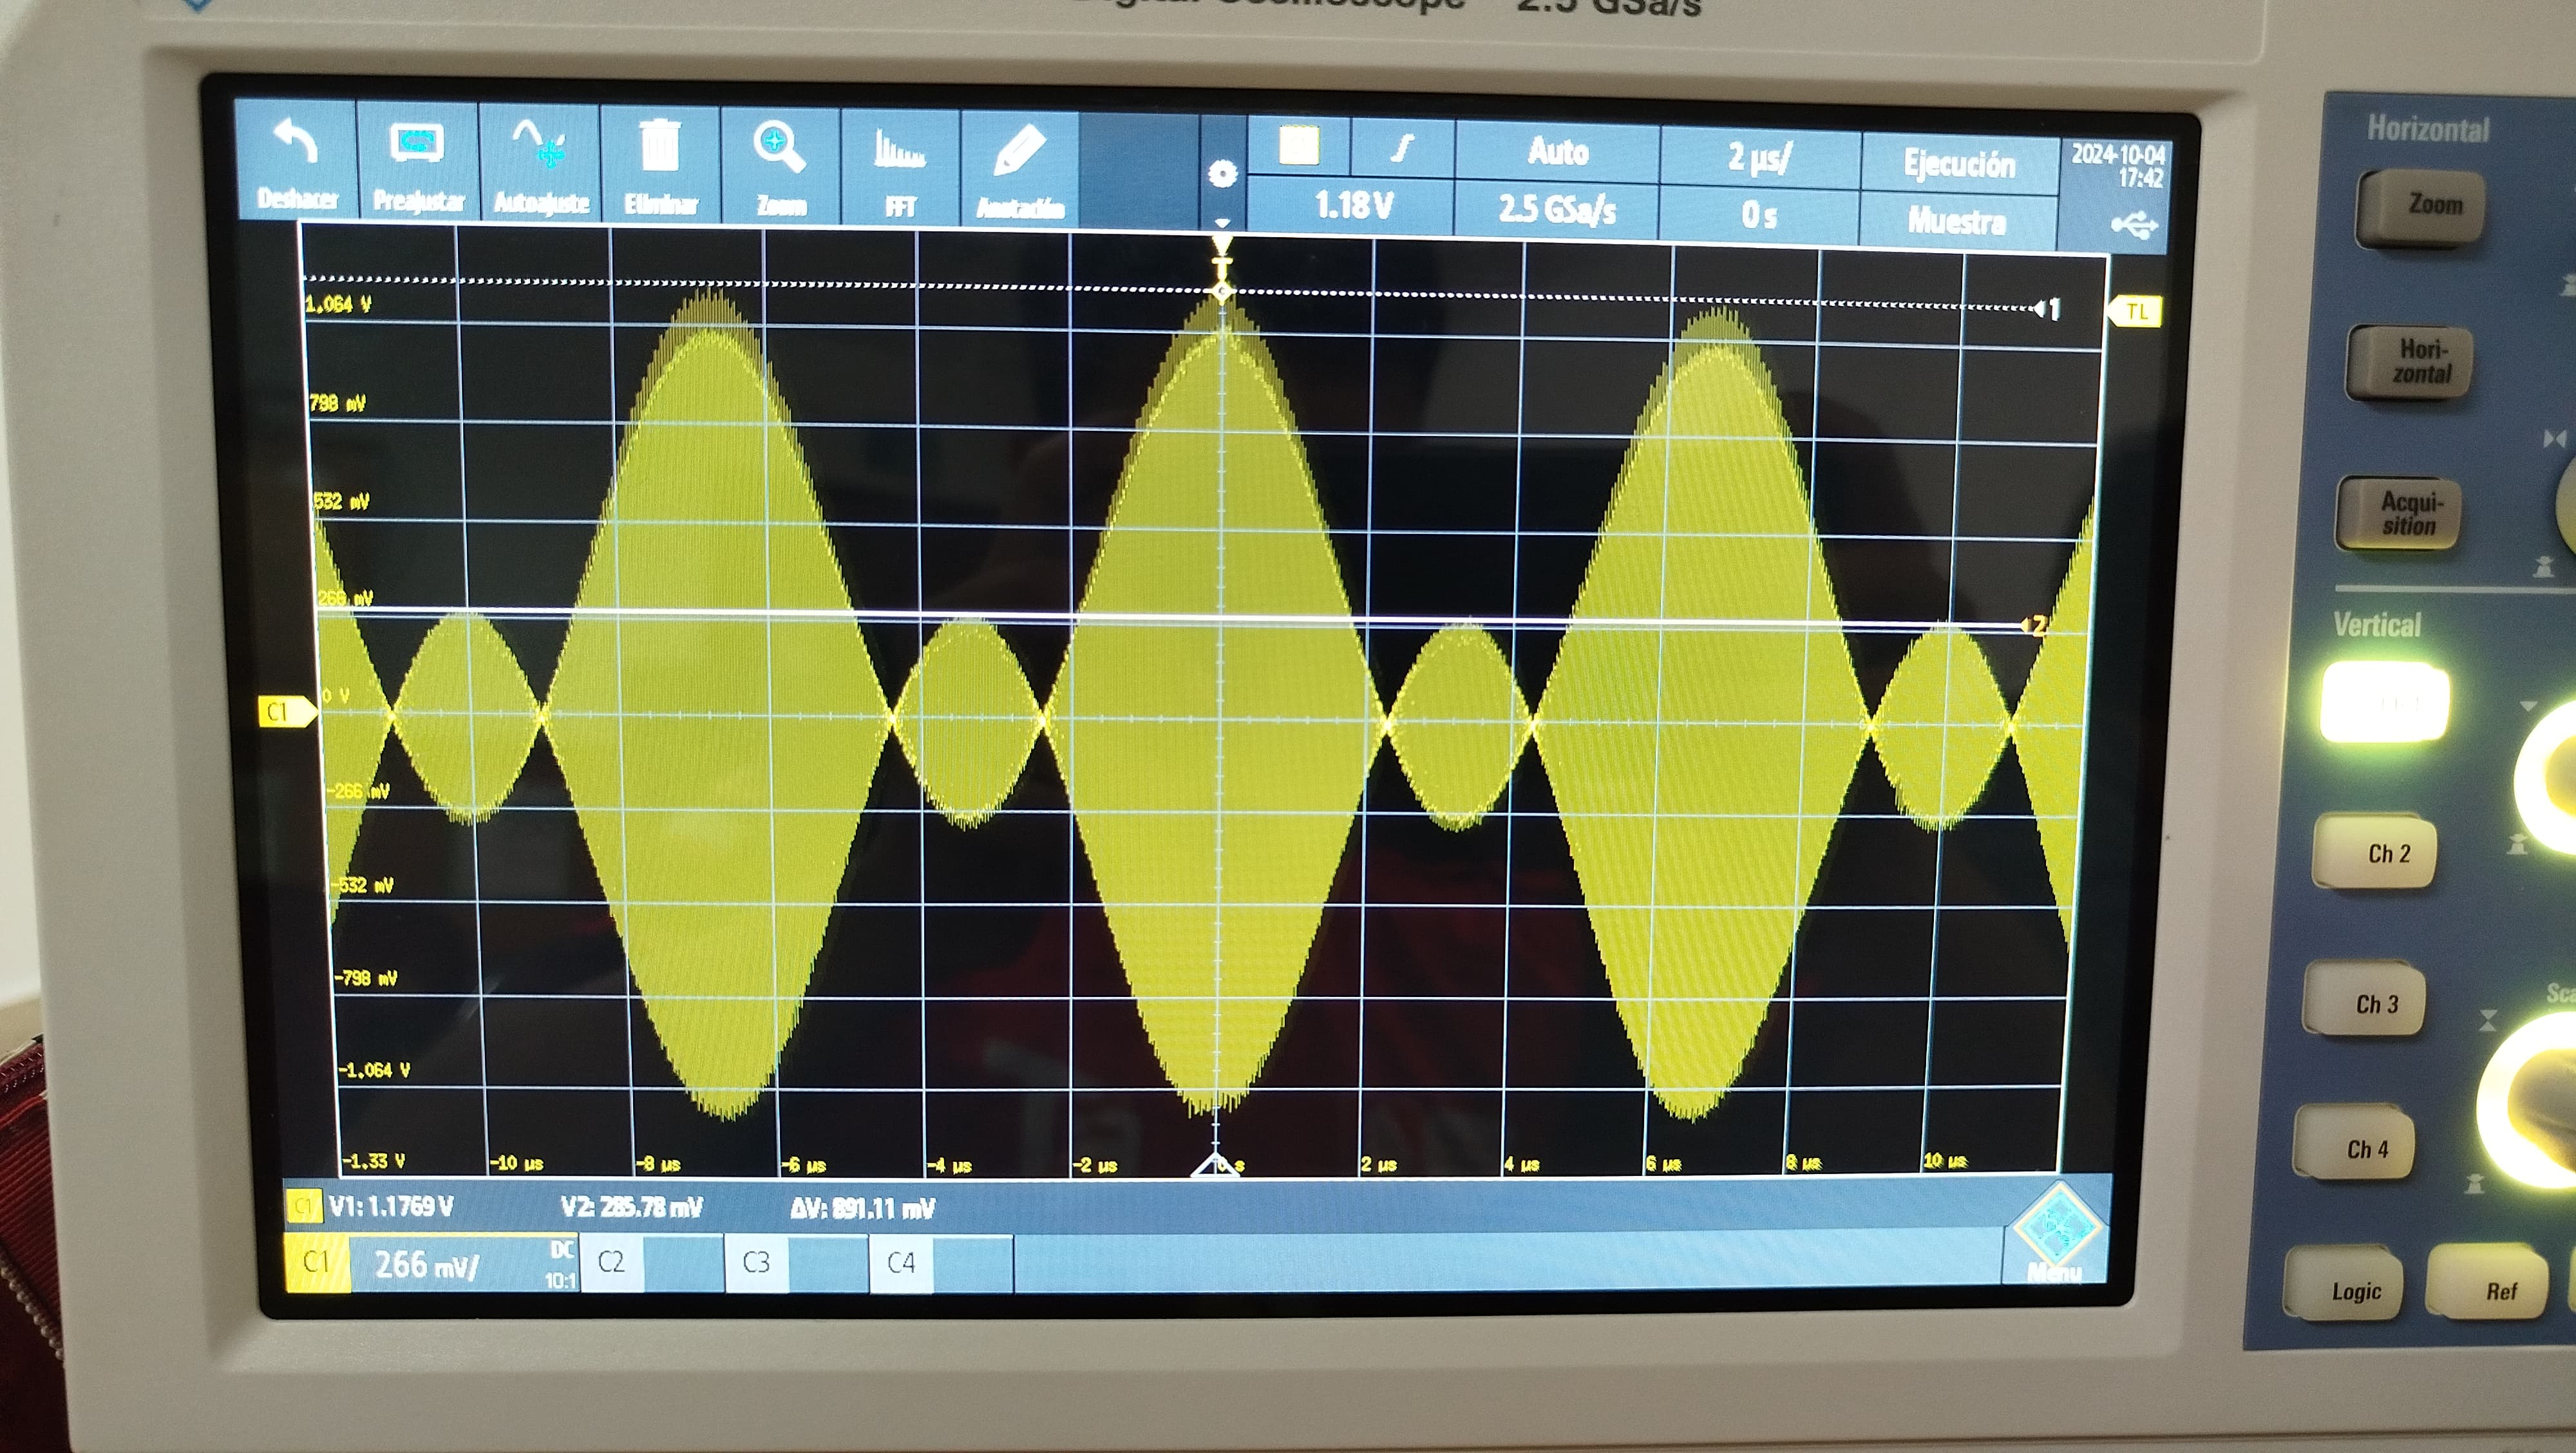 Digital Oscilloscope 2.5 GSa/s
Deshacer Preajustar Autoajuste Eliminar Zoom FFT Anotación
Auto 2 µs/ Ejecución 2024-10-04
17:42
1.18 V 2.5 GSa/s 0 s Muestra
T
1
TL
1.064 V
798 mV
532 mV
266 mV
2
0 V
C1
-266 mV
-532 mV
-798 mV
-1.064 V
-1.33 V -10 µs -8 µs -6 µs -4 µs -2 µs 0 s 2 µs 4 µs 6 µs 8 µs 10 µs
C1 V1: 1.1769 V V2: 285.78 mV ΔV: 891.11 mV
C1 266 mV/ DC
10:1
C2 C3 C4
Menu
Horizontal
Zoom
Hori-
zontal
Acqui-
sition
Vertical
Ch 2
Ch 3
Ch 4
Logic Ref